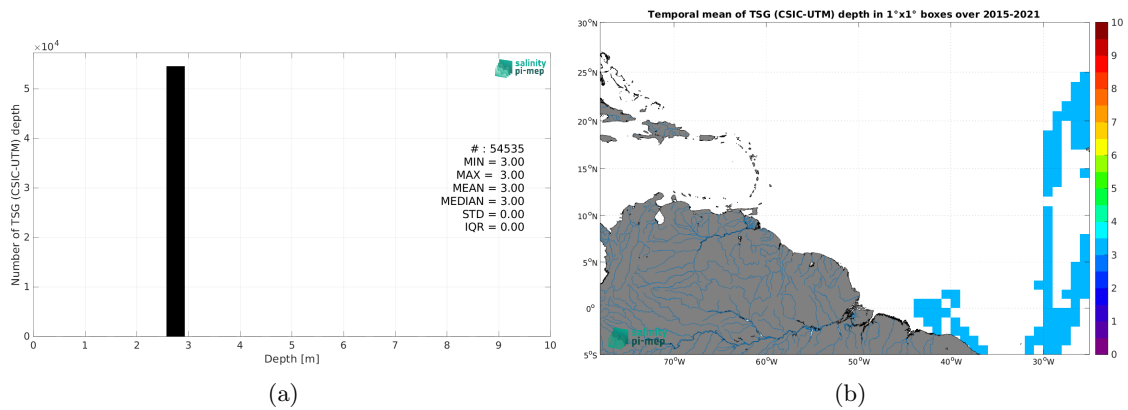 ×10⁴
5
4
3
2
1
0
Number of TSG (CSIC-UTM) depth
0 1 2 3 4 5 6 7 8 9 10
Depth [m]
salinity
pi-mep
# : 54535
MIN = 3.00
MAX = 3.00
MEAN = 3.00
MEDIAN = 3.00
STD = 0.00
IQR = 0.00
(a)
Temporal mean of TSG (CSIC-UTM) depth in 1°x1° boxes over 2015-2021
30°N
25°N
20°N
15°N
10°N
5°N
0°
5°S
70°W 60°W 50°W 40°W 30°W
salinity
pi-mep
10
9
8
7
6
5
4
3
2
1
0
(b)